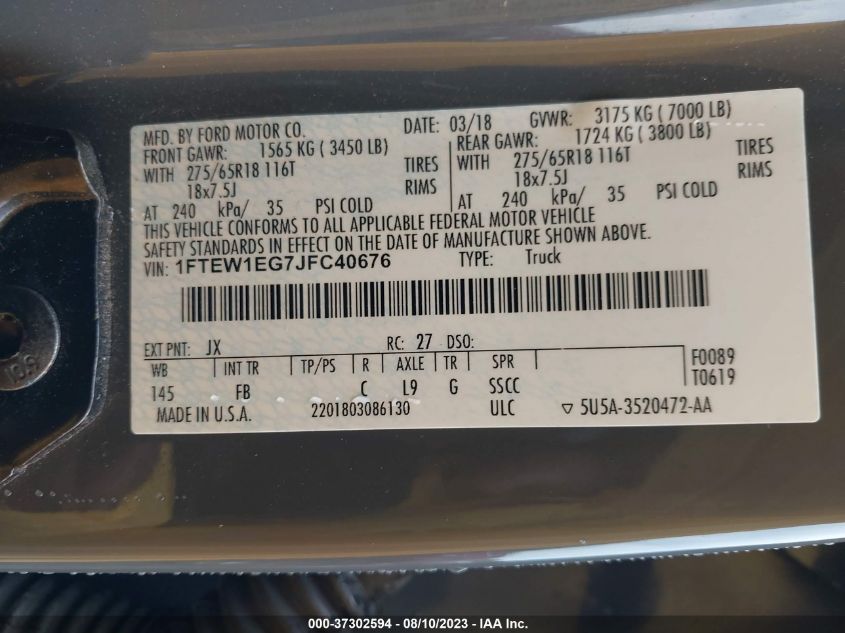 MFD. BY FORD MOTOR CO. DATE: 03/18 GVWR: 3175 KG ( 7000 LB)
FRONT GAWR: 1565 KG ( 3450 LB) REAR GAWR: 1724 KG ( 3800 LB)
WITH 275/65R18 116T TIRES WITH 275/65R18 116T TIRES
18x7.5J RIMS 18x7.5J RIMS
AT 240 kPa/ 35 PSI COLD AT 240 kPa/ 35 PSI COLD
THIS VEHICLE CONFORMS TO ALL APPLICABLE FEDERAL MOTOR VEHICLE
SAFETY STANDARDS IN EFFECT ON THE DATE OF MANUFACTURE SHOWN ABOVE.
VIN: 1FTEW1EG7JFC40676 TYPE: Truck
EXT PNT: JX RC: 27 DSO:
WB INT TR TP/PS R AXLE TR SPR F0089
145 FB C L9 G SSCC T0619
MADE IN U.S.A. 2201803086130 ULC ▽ 5U5A-3520472-AA
000-37302594 - 08/10/2023 - IAA Inc.